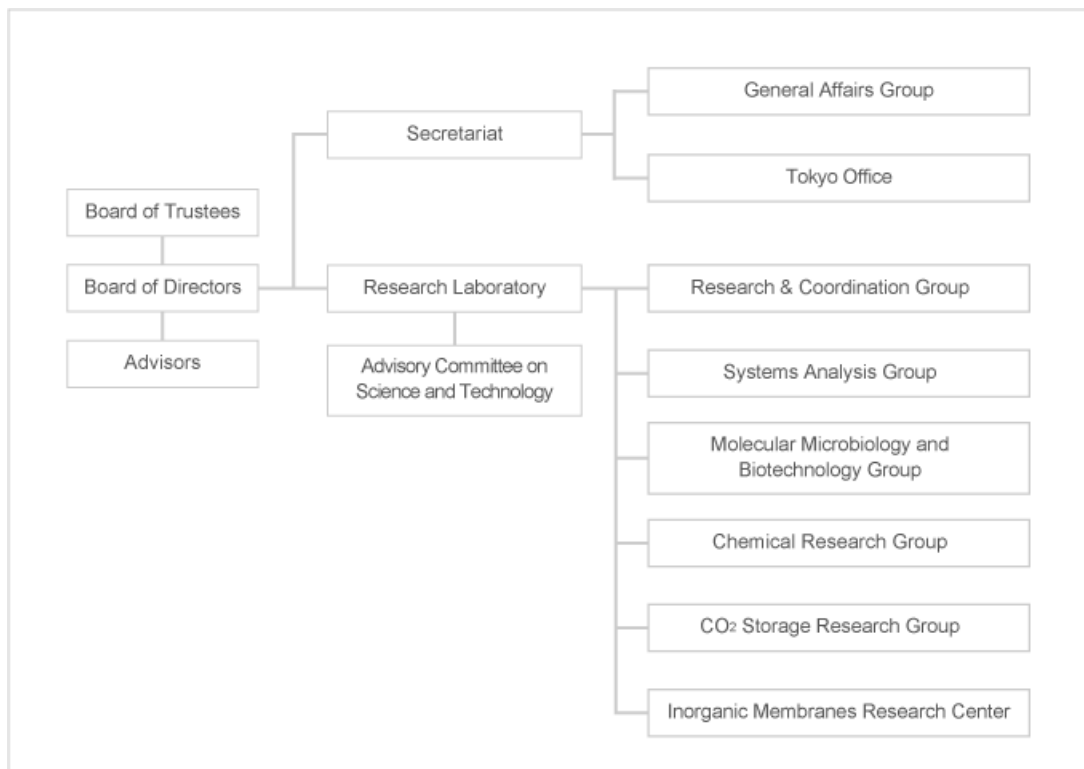 General Affairs Group
Secretariat
Tokyo Office
Board of Trustees
Board of Directors
Research Laboratory
Research & Coordination Group
Advisors
Advisory Committee on
Science and Technology
Systems Analysis Group
Molecular Microbiology and
Biotechnology Group
Chemical Research Group
CO₂ Storage Research Group
Inorganic Membranes Research Center